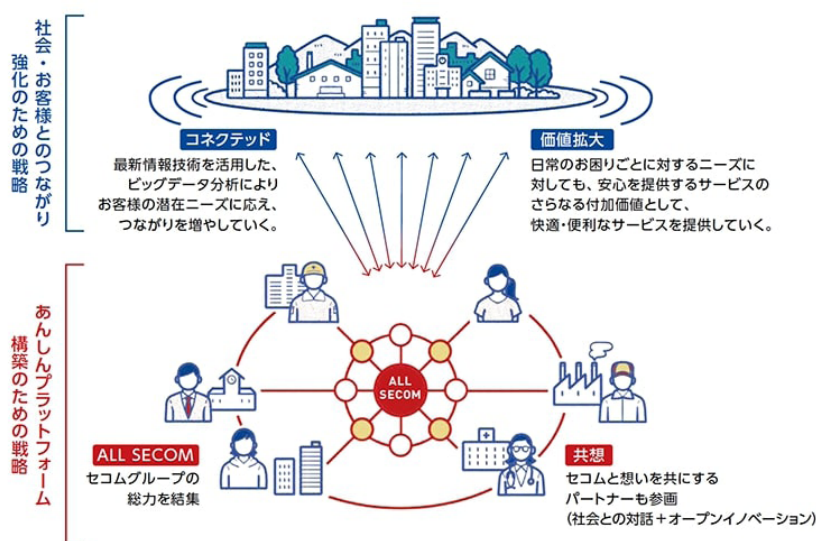 社会・お客様とのつながり
強化のための戦略
コネクテッド
最新情報技術を活用した、
ビッグデータ分析により
お客様の潜在ニーズに応え、
つながりを増やしていく。
価値拡大
日常のお困りごとに対するニーズに
対しても、安心を提供するサービスの
さらなる付加価値として、
快適・便利なサービスを提供していく。
あんしんプラットフォーム
構築のための戦略
ALL
SECOM
ALL SECOM
セコムグループの
総力を結集
共想
セコムと想いを共にする
パートナーも参画
(社会との対話+オープンイノベーション)